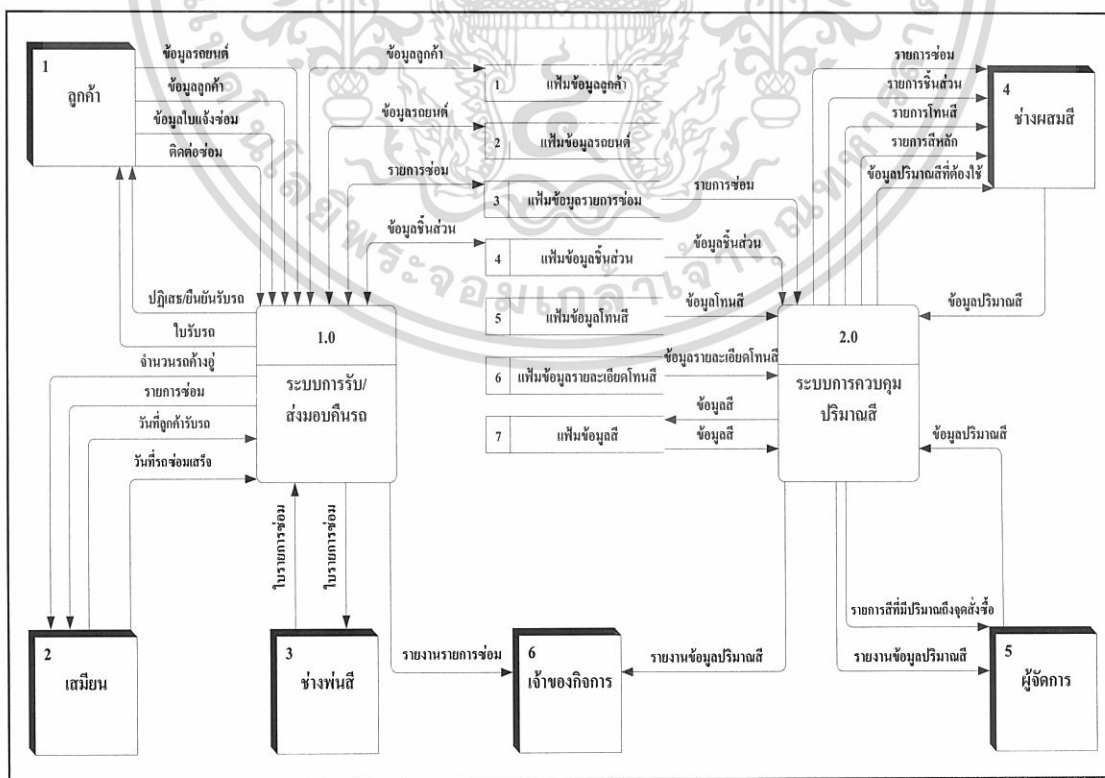 1
ลูกค้า
ข้อมูลรถยนต์
ข้อมูลลูกค้า
ข้อมูลใบแจ้งซ่อม
ติดต่อซ่อม
ปฏิเสธ/ยืนยันรับรถ
ใบรับรถ
จำนวนรถค้างอู่
รายการซ่อม
วันที่ลูกค้ารับรถ
วันที่รถซ่อมเสร็จ
ข้อมูลลูกค้า
ข้อมูลรถยนต์
รายการซ่อม
ข้อมูลชิ้นส่วน
1.0
ระบบการรับ/
ส่งมอบคืนรถ
1 แฟ้มข้อมูลลูกค้า
2 แฟ้มข้อมูลรถยนต์
3 แฟ้มข้อมูลรายการซ่อม
4 แฟ้มข้อมูลชิ้นส่วน
5 แฟ้มข้อมูลโทนสี
6 แฟ้มข้อมูลรายละเอียดโทนสี
7 แฟ้มข้อมูลสี
รายการซ่อม
ข้อมูลชิ้นส่วน
ข้อมูลโทนสี
ข้อมูลรายละเอียดโทนสี
ข้อมูลสี
ข้อมูลสี
2.0
ระบบการควบคุม
ปริมาณสี
รายการซ่อม
รายการชิ้นส่วน
รายการโทนสี
รายการสีหลัก
ข้อมูลปริมาณสีที่ต้องใช้
4
ช่างผสมสี
ข้อมูลปริมาณสี
ข้อมูลปริมาณสี
รายการสีที่มีปริมาณถึงจุดสั่งซื้อ
รายงานข้อมูลปริมาณสี
5
ผู้จัดการ
2
เสมียน
ใบรายการซ่อม
ใบรายการซ่อม
3
ช่างพ่นสี
รายงานรายการซ่อม
6
เจ้าของกิจการ
รายงานข้อมูลปริมาณสี
พระจอมเกล้าเจ้าคุณทหาร